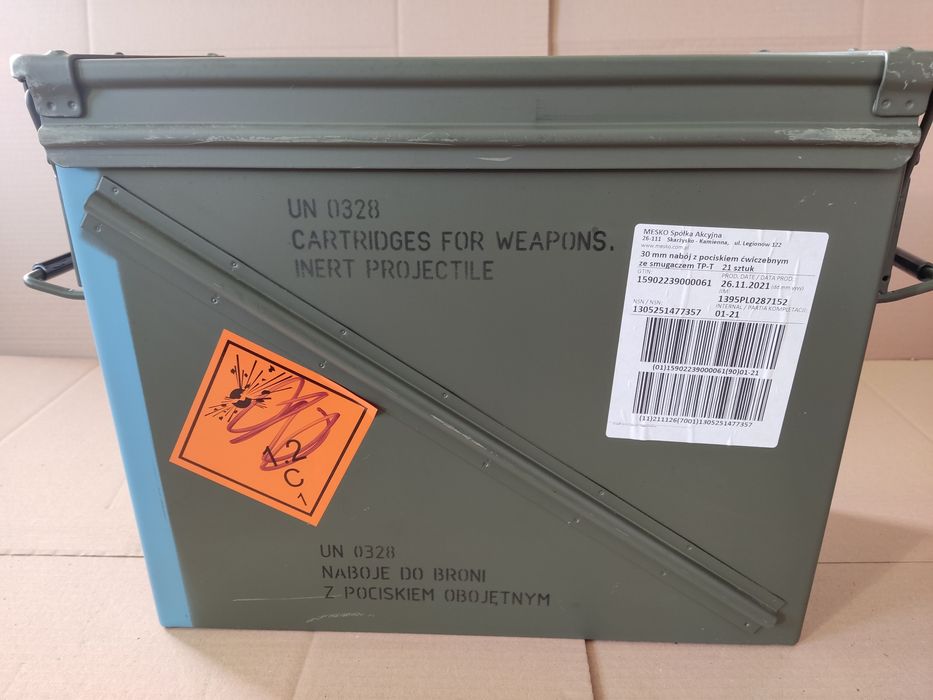 UN 0328
CARTRIDGES FOR WEAPONS.
INERT PROJECTILE
MESKO Spółka Akcyjna
26-111 Skarżysko - Kamienna, ul. Legionów 122
www.mesko.com.pl
30 mm nabój z pociskiem ćwiczebnym
ze smugaczem TP-T 21 sztuk
GTIN: PROD. DATE / DATA PROD:
15902239000061 26.11.2021 (dd mm yyyy)
1395PL0287152
NSN / NSN: INTERNAL / PARTIA KOMPLETACJI:
1305251477357 01-21
(01)15902239000061(90)01-21
(11)211126(7001)1305251477357
1.2
C
UN 0328
NABOJE DO BRONI
Z POCISKIEM OBOJĘTNYM